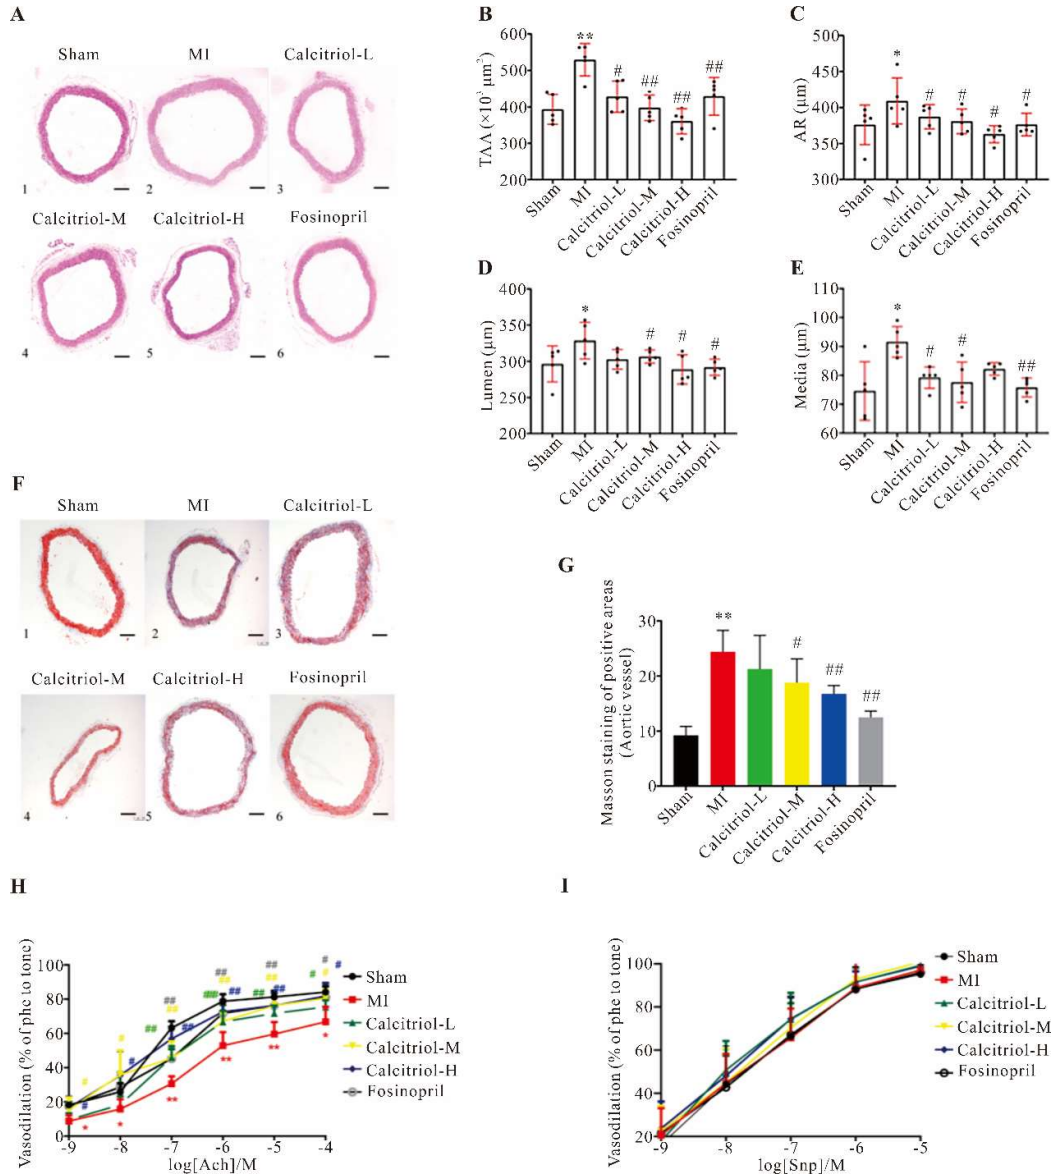 A
Sham
MI
Calcitriol-L
1
2
3
Calcitriol-M
Calcitriol-H
Fosinopril
4
5
6
B
TAA (×10³ μm²)
600
500
400
300
200
**
#
##
##
##
Sham
MI
Calcitriol-L
Calcitriol-M
Calcitriol-H
Fosinopril
C
AR (μm)
450
400
350
300
*
#
#
#
#
Sham
MI
Calcitriol-L
Calcitriol-M
Calcitriol-H
Fosinopril
D
Lumen (μm)
400
350
300
250
200
*
#
#
#
Sham
MI
Calcitriol-L
Calcitriol-M
Calcitriol-H
Fosinopril
E
Media (μm)
110
100
90
80
70
60
*
#
#
##
Sham
MI
Calcitriol-L
Calcitriol-M
Calcitriol-H
Fosinopril
F
Sham
MI
Calcitriol-L
1
2
3
Calcitriol-M
Calcitriol-H
Fosinopril
4
5
6
G
Masson staining of positive areas
(Aortic vessel)
30
20
10
0
**
#
##
##
Sham
MI
Calcitriol-L
Calcitriol-M
Calcitriol-H
Fosinopril
H
Vasodilation (% of phe to tone)
100
80
60
40
20
0
-9
-8
-7
-6
-5
-4
log[Ach]/M
Sham
MI
Calcitriol-L
Calcitriol-M
Calcitriol-H
Fosinopril
I
Vasodilation (% of phe to tone)
100
80
60
40
20
-9
-8
-7
-6
-5
log[Snp]/M
Sham
MI
Calcitriol-L
Calcitriol-M
Calcitriol-H
Fosinopril